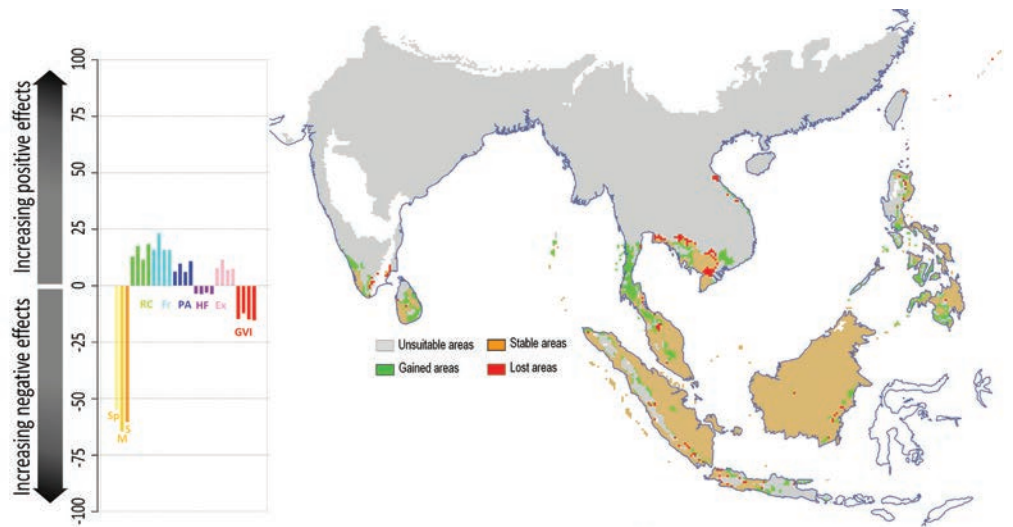 Increasing positive effects
Increasing negative effects
100
75
50
25
0
-25
-50
-75
-100
RC
Fr
PA
HF
Ex
GVI
Sp
S
M
Unsuitable areas
Stable areas
Gained areas
Lost areas